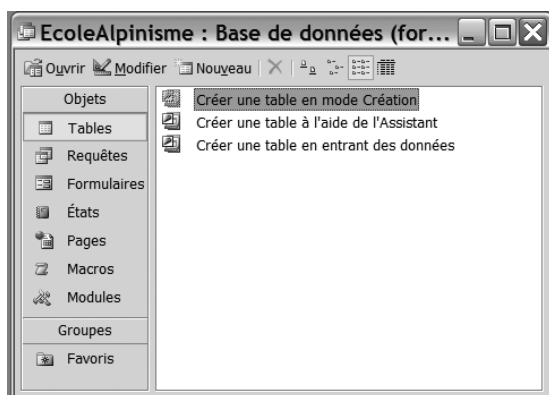 EcoleAlpinisme : Base de données (for...
Ouvrir Modifier Nouveau
Objets
Tables
Requêtes
Formulaires
États
Pages
Macros
Modules
Groupes
Favoris
Créer une table en mode Création
Créer une table à l'aide de l'Assistant
Créer une table en entrant des données